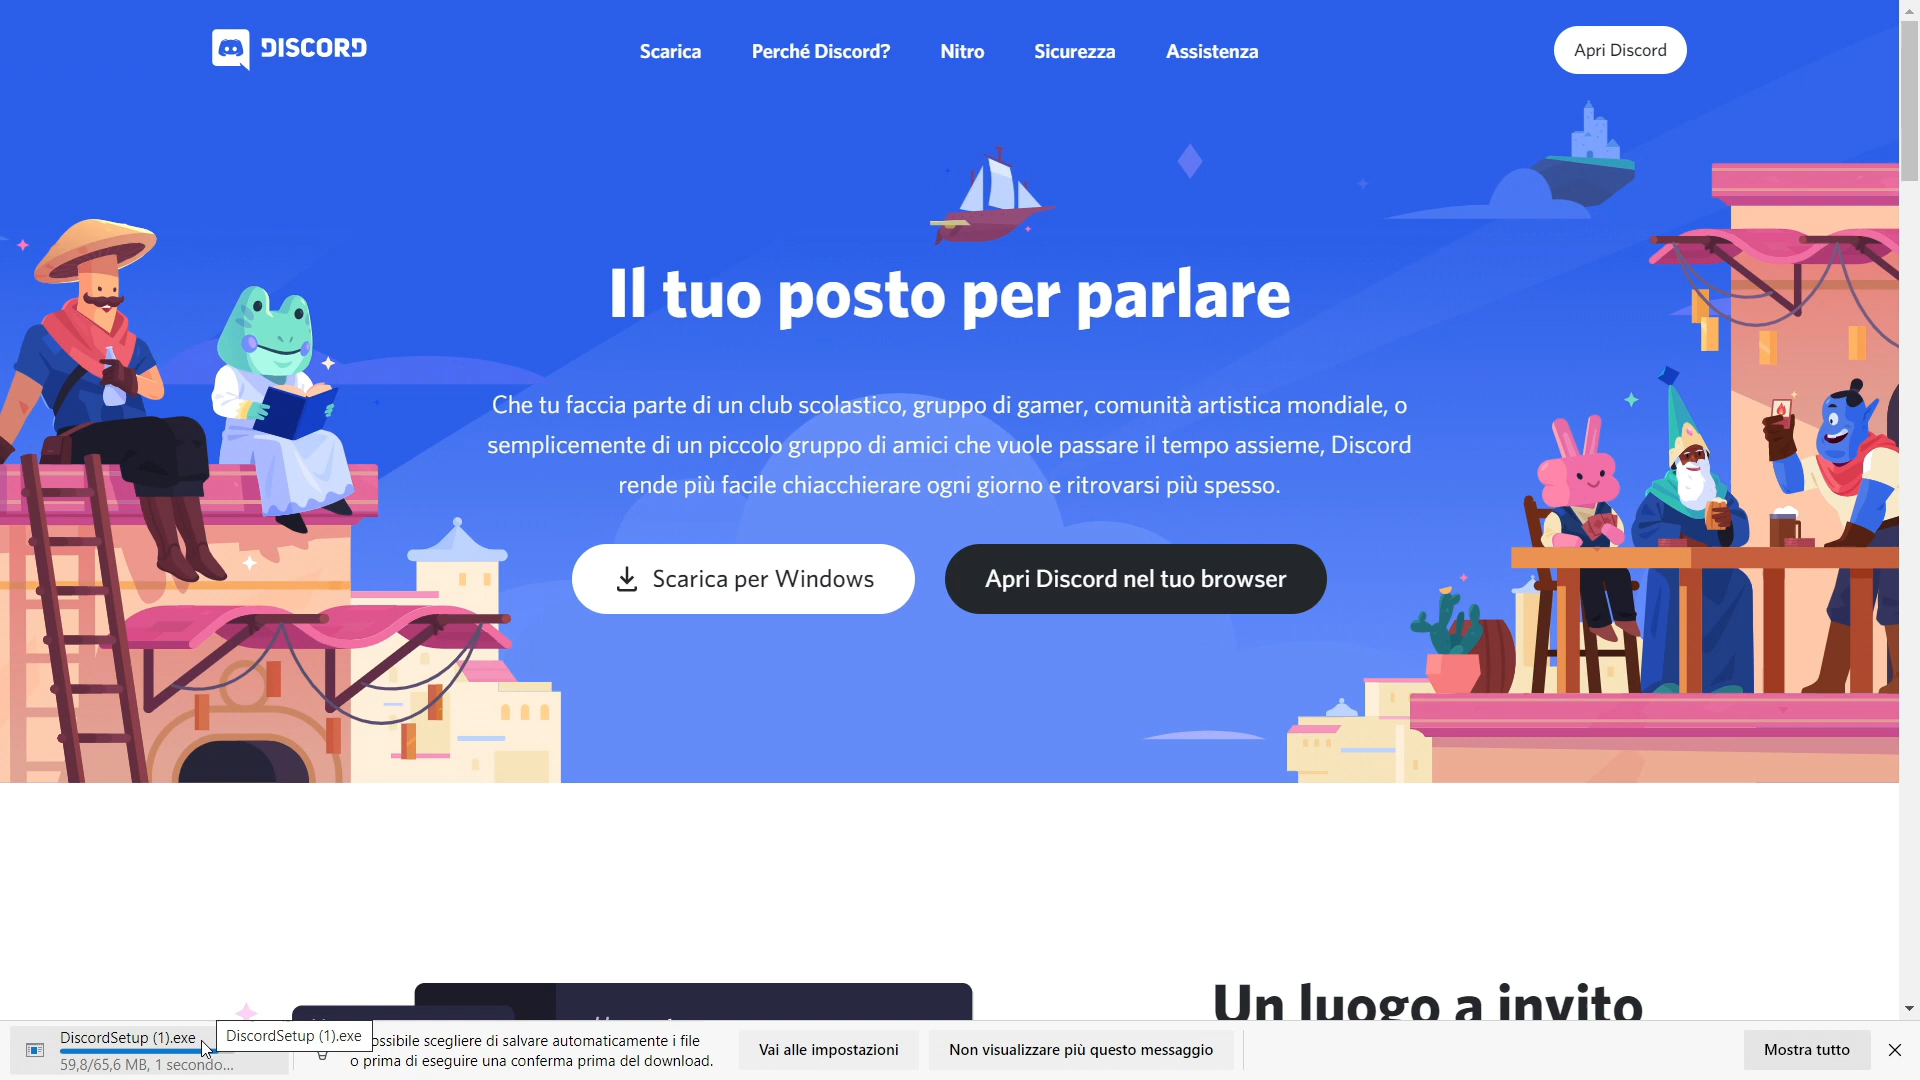 DISCORD
Scarica
Perché Discord?
Nitro
Sicurezza
Assistenza
Apri Discord
Il tuo posto per parlare
Che tu faccia parte di un club scolastico, gruppo di gamer, comunità artistica mondiale, o
semplicemente di un piccolo gruppo di amici che vuole passare il tempo assieme, Discord
rende più facile chiacchierare ogni giorno e ritrovarsi più spesso.
Scarica per Windows
Apri Discord nel tuo browser
Un luogo a invito
DiscordSetup (1).exe
59,8/65,6 MB, 1 secondo...
DiscordSetup (1).exe
ossibile scegliere di salvare automaticamente i file
o prima di eseguire una conferma prima del download.
Vai alle impostazioni
Non visualizzare più questo messaggio
Mostra tutto